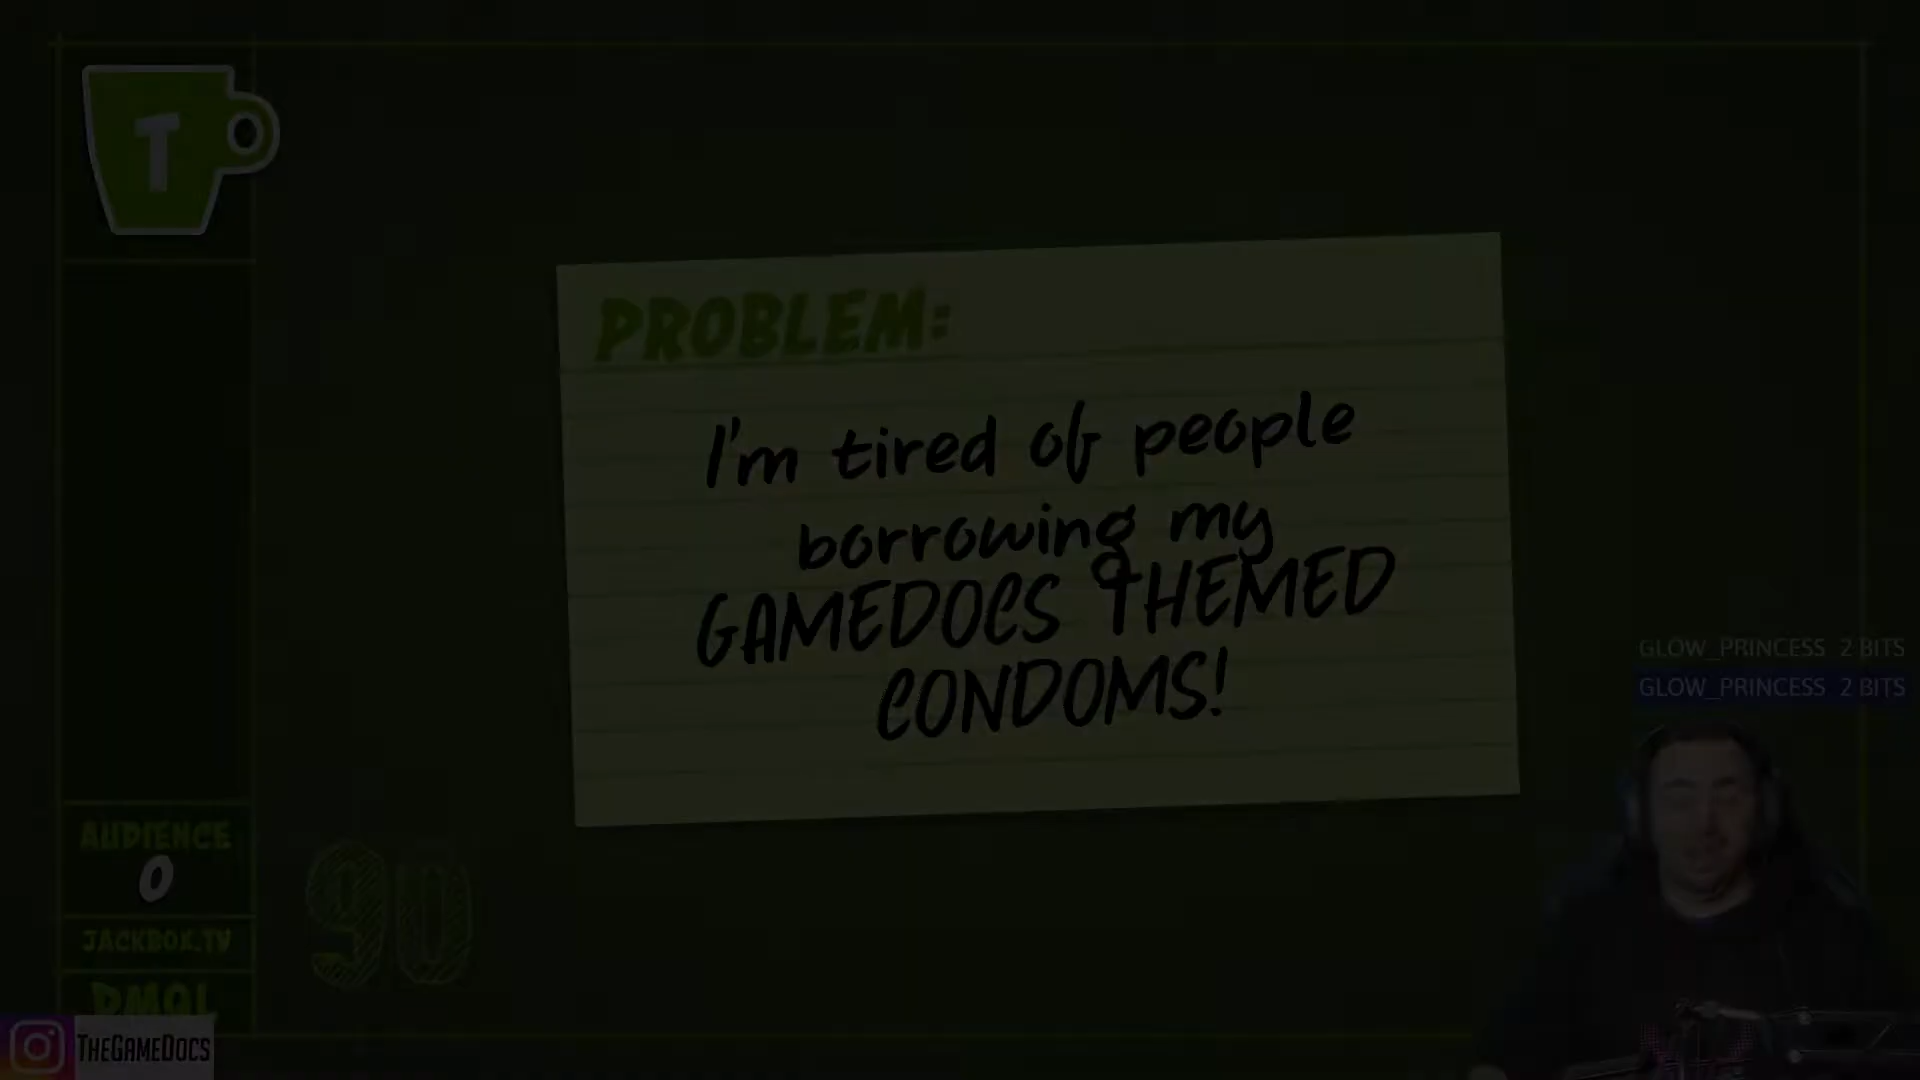 T
PROBLEM:
I'm tired of people
borrowing my
GAMEDOCS THEMED
CONDOMS!
GLOW_PRINCESS 2 BITS
GLOW_PRINCESS 2 BITS
AUDIENCE
0
90
JACKBOX.TV
THEGAMEDOCS